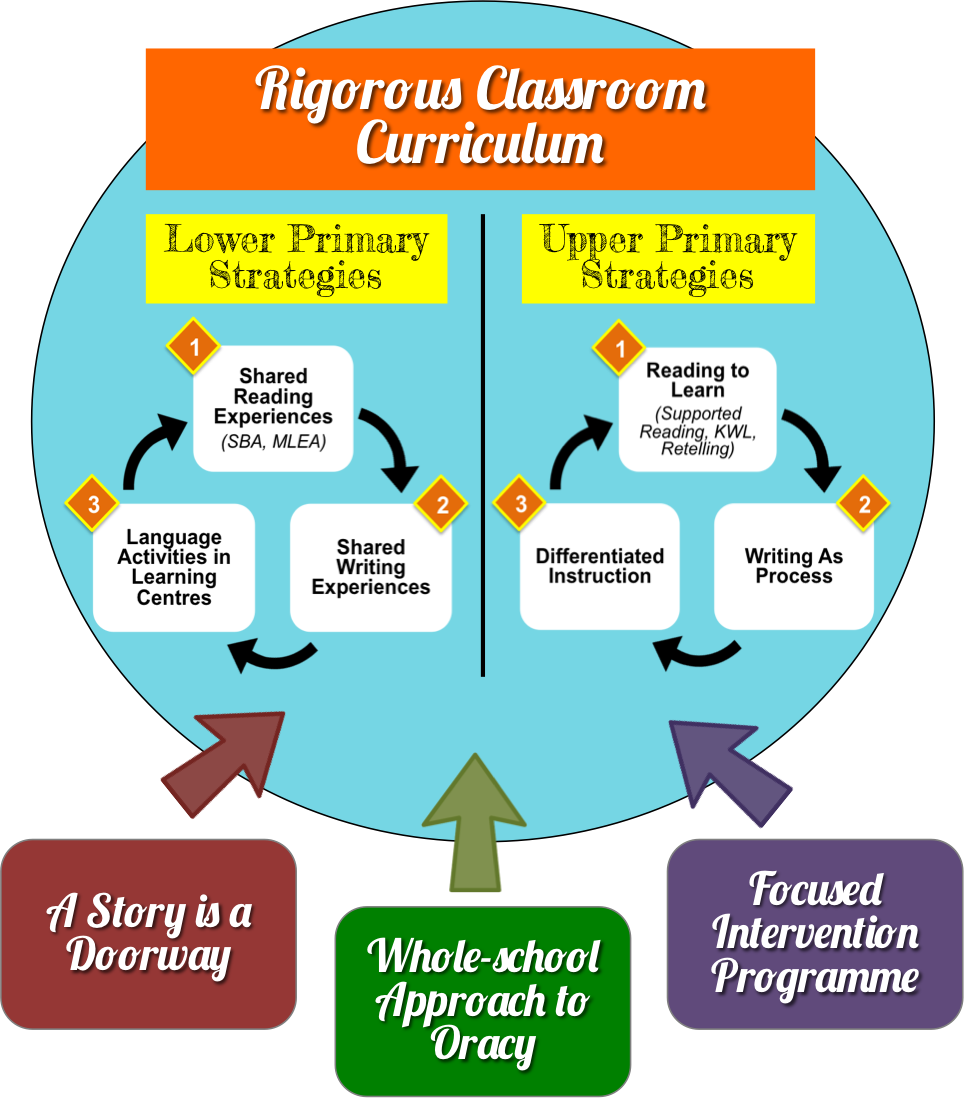 Rigorous Classroom
Curriculum
Lower Primary
Strategies
1
Shared
Reading
Experiences
(SBA, MLEA)
2
Shared
Writing
Experiences
3
Language
Activities in
Learning
Centres
Upper Primary
Strategies
1
Reading to
Learn
(Supported
Reading, KWL,
Retelling)
2
Writing As
Process
3
Differentiated
Instruction
A Story is a
Doorway
Whole-school
Approach to
Oracy
Focused
Intervention
Programme